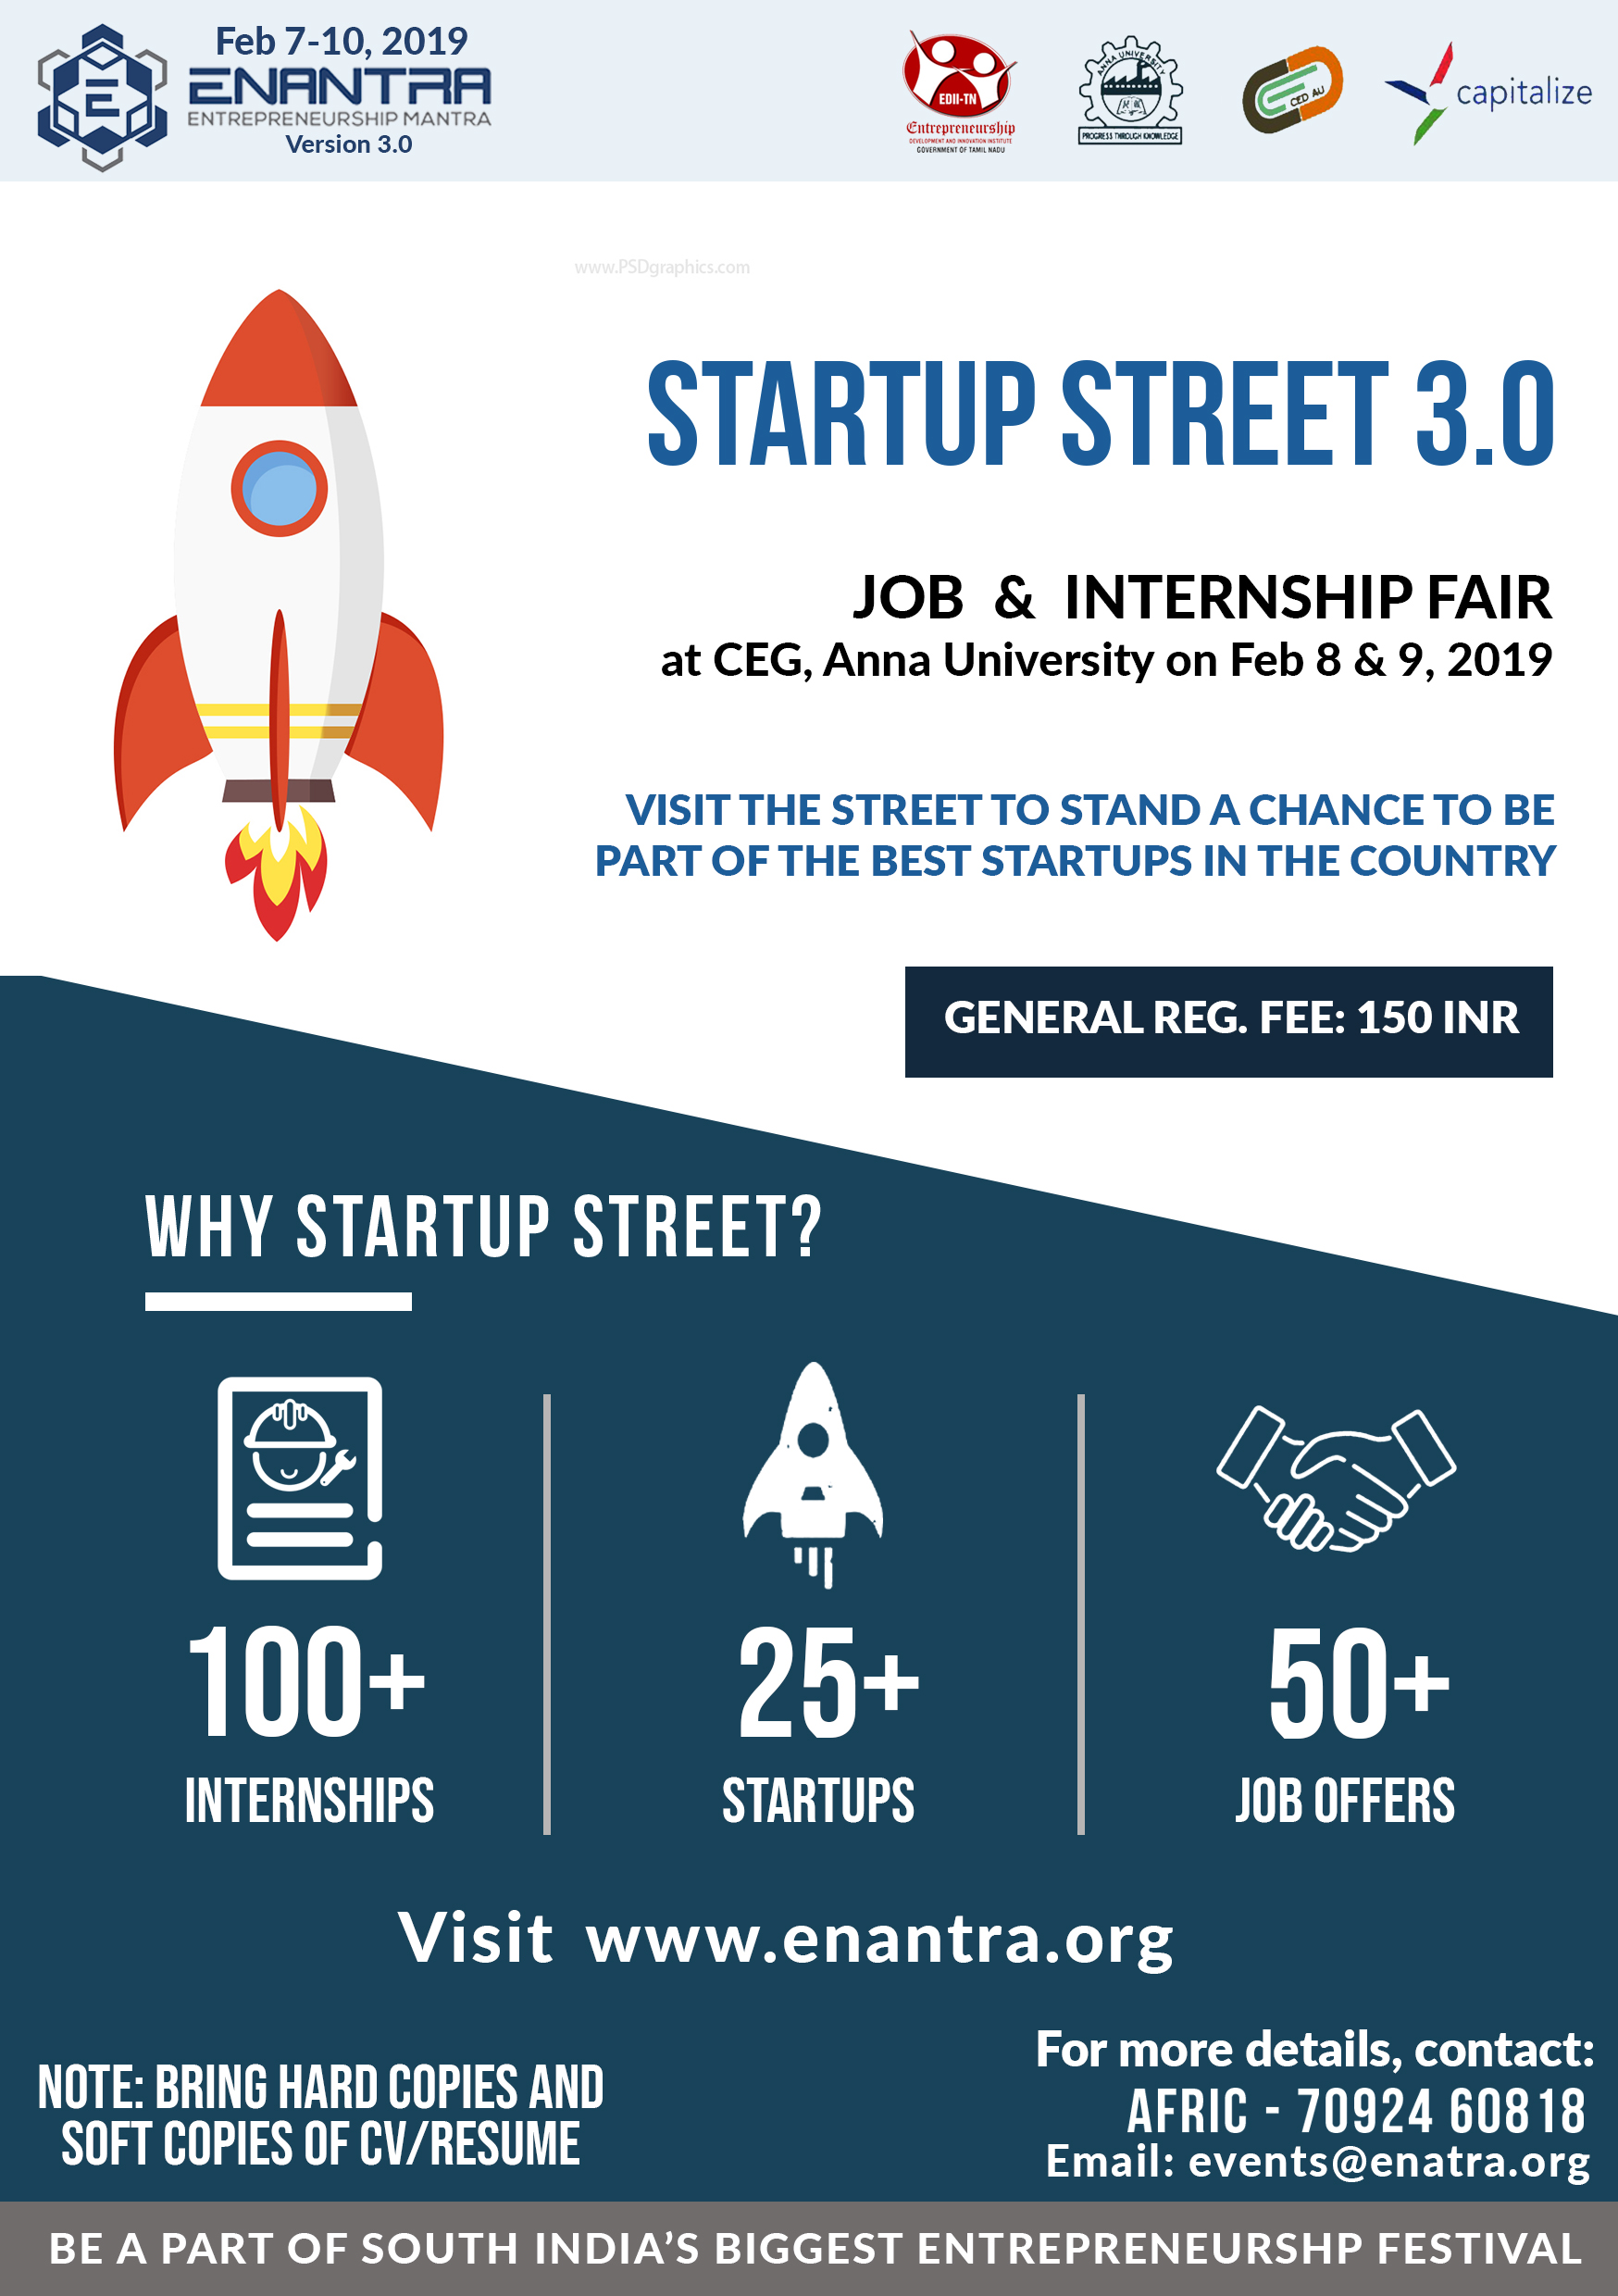 Feb 7-10, 2019
E
ENANTRA
ENTREPRENEURSHIP MANTRA
Version 3.0
EDII-TN
Entrepreneurship
DEVELOPMENT AND INNOVATION INSTITUTE
GOVERNMENT OF TAMIL NADU
ANNA UNIVERSITY
PROGRESS THROUGH KNOWLEDGE
CED AU
capitalize
www.PSDgraphics.com
STARTUP STREET 3.0
JOB & INTERNSHIP FAIR
at CEG, Anna University on Feb 8 & 9, 2019
VISIT THE STREET TO STAND A CHANCE TO BE
PART OF THE BEST STARTUPS IN THE COUNTRY
GENERAL REG. FEE: 150 INR
WHY STARTUP STREET?
100+
INTERNSHIPS
25+
STARTUPS
50+
JOB OFFERS
Visit www.enantra.org
NOTE: BRING HARD COPIES AND
SOFT COPIES OF CV/RESUME
For more details, contact:
AFRIC - 70924 60818
Email: events@enatra.org
BE A PART OF SOUTH INDIA'S BIGGEST ENTREPRENEURSHP FESTIVAL